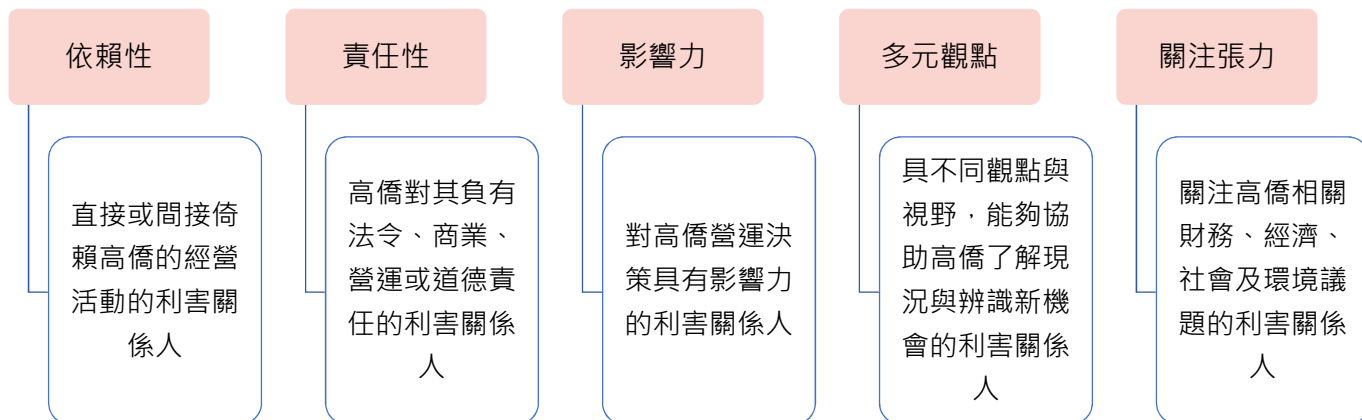 依賴性
直接或間接倚
賴高僑的經營
活動的利害關
係人
責任性
高僑對其負有
法令、商業、
營運或道德責
任的利害關係
人
影響力
對高僑營運決
策具有影響力
的利害關係人
多元觀點
具不同觀點與
視野，能夠協
助高僑了解現
況與辨識新機
會的利害關係
人
關注張力
關注高僑相關
財務、經濟、
社會及環境議
題的利害關係
人